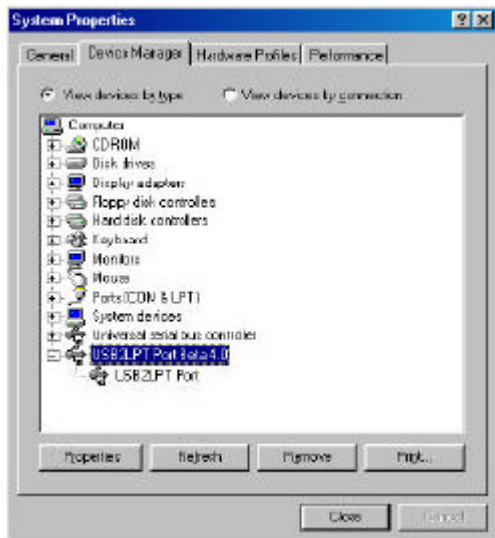 System Properties
General Device Manager Hardware Profiles Performance
View devices by type View devices by connection
Computer
CDROM
Disk drives
Display adapters
Floppy disk controllers
Hard disk controllers
Keyboard
Monitors
Mouse
Ports (COM & LPT)
System devices
Universal serial bus controller
USB2LPT Port Beta 4.0
USB2LPT Port
Properties Refresh Remove Print...
Close Cancel